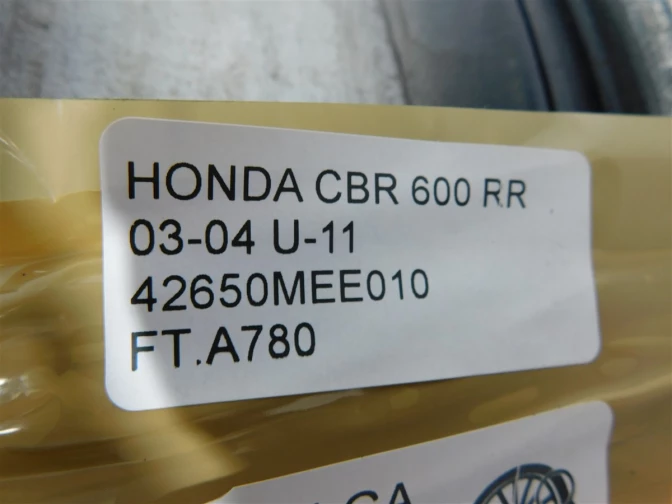 HONDA CBR 600 RR
03-04 U-11
42650MEE010
FT.A780